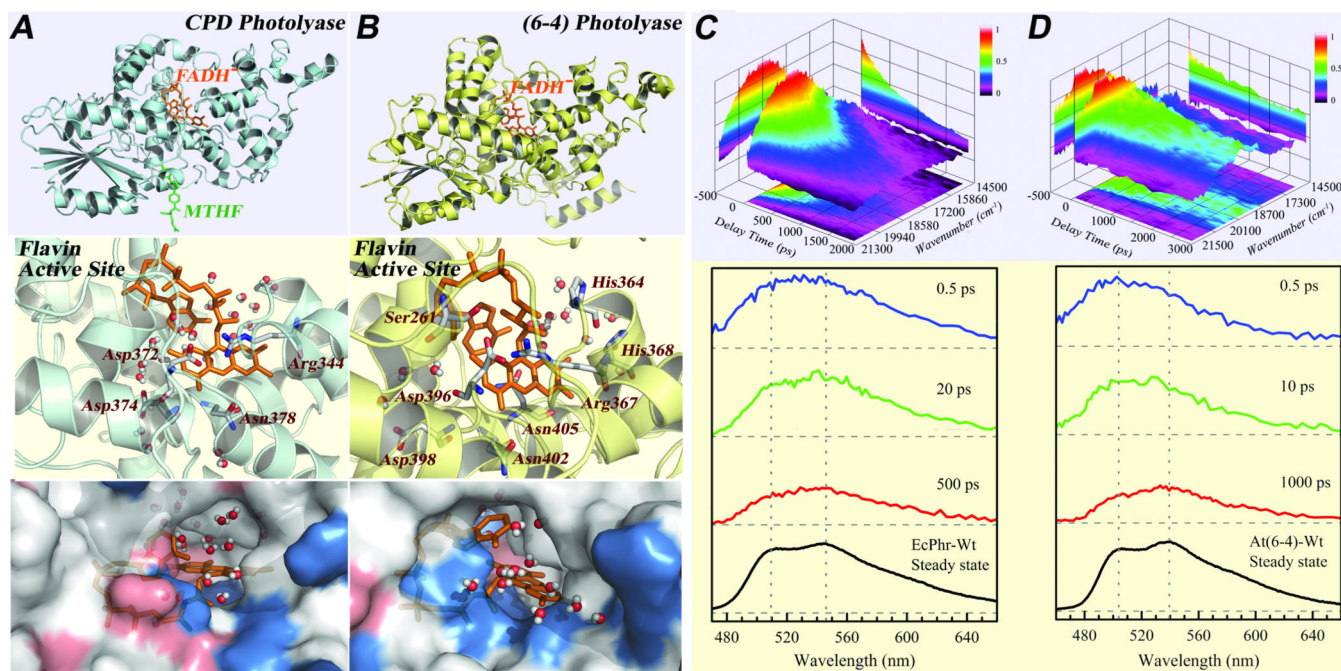 A
CPD Photolyase
FADH⁻
MTHF
Flavin
Active Site
Asp372
Arg344
Asp374
Asn378
B
(6-4) Photolyase
FADH⁻
Flavin
Active Site
His364
Ser261
His368
Asp396
Arg367
Asn405
Asp398
Asn402
C
1
0.5
0
-500
0
500
1000
1500
2000
Delay Time (ps)
21300
19940
18580
17200
15860
14500
Wavenumber (cm⁻¹)
0.5 ps
20 ps
500 ps
EcPhr-Wt
Steady state
480
520
560
600
640
Wavelength (nm)
D
1
0.5
0
-500
0
1000
2000
3000
Delay Time (ps)
21500
20100
18700
17300
14500
Wavenumber (cm⁻¹)
0.5 ps
10 ps
1000 ps
At(6-4)-Wt
Steady state
480
520
560
600
640
Wavelength (nm)